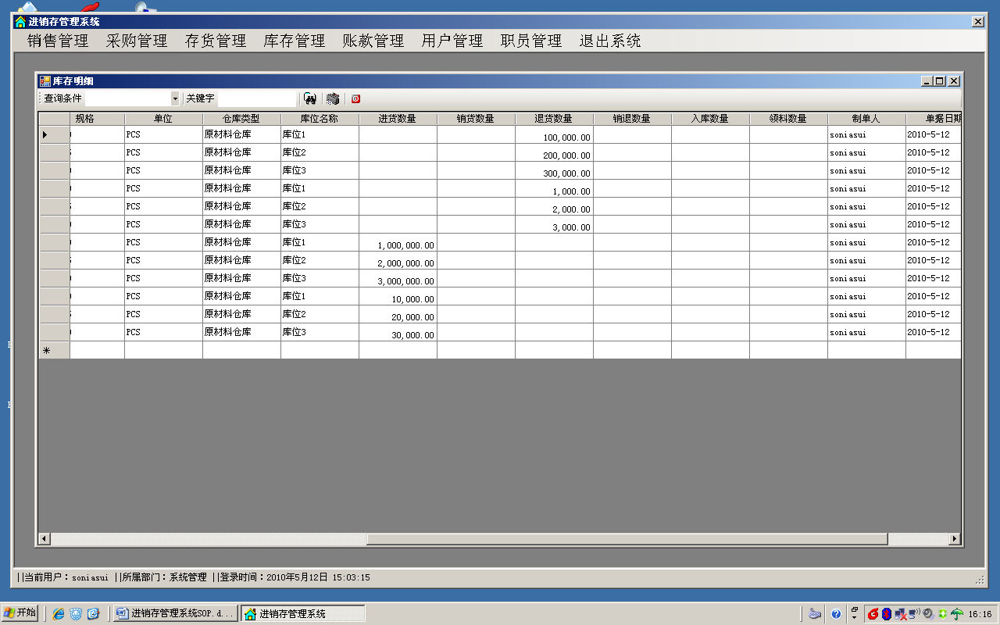 进销存管理系统
销售管理 采购管理 存货管理 库存管理 账款管理 用户管理 职员管理 退出系统
库存明细
查询条件 关键字
规格 单位 仓库类型 库位名称 进货数量 销货数量 退货数量 销退数量 入库数量 领料数量 制单人 单据日期
PCS 原材料仓库 库位1 100,000.00 soniasui 2010-5-12
PCS 原材料仓库 库位2 200,000.00 soniasui 2010-5-12
PCS 原材料仓库 库位3 300,000.00 soniasui 2010-5-12
PCS 原材料仓库 库位1 1,000.00 soniasui 2010-5-12
PCS 原材料仓库 库位2 2,000.00 soniasui 2010-5-12
PCS 原材料仓库 库位3 3,000.00 soniasui 2010-5-12
PCS 原材料仓库 库位1 1,000,000.00 soniasui 2010-5-12
PCS 原材料仓库 库位2 2,000,000.00 soniasui 2010-5-12
PCS 原材料仓库 库位3 3,000,000.00 soniasui 2010-5-12
PCS 原材料仓库 库位1 10,000.00 soniasui 2010-5-12
PCS 原材料仓库 库位2 20,000.00 soniasui 2010-5-12
PCS 原材料仓库 库位3 30,000.00 soniasui 2010-5-12
||当前用户：soniasui ||所属部门：系统管理 ||登录时间：2010年5月12日 15:03:15
开始 进销存管理系统SOP.d... 进销存管理系统 16:16